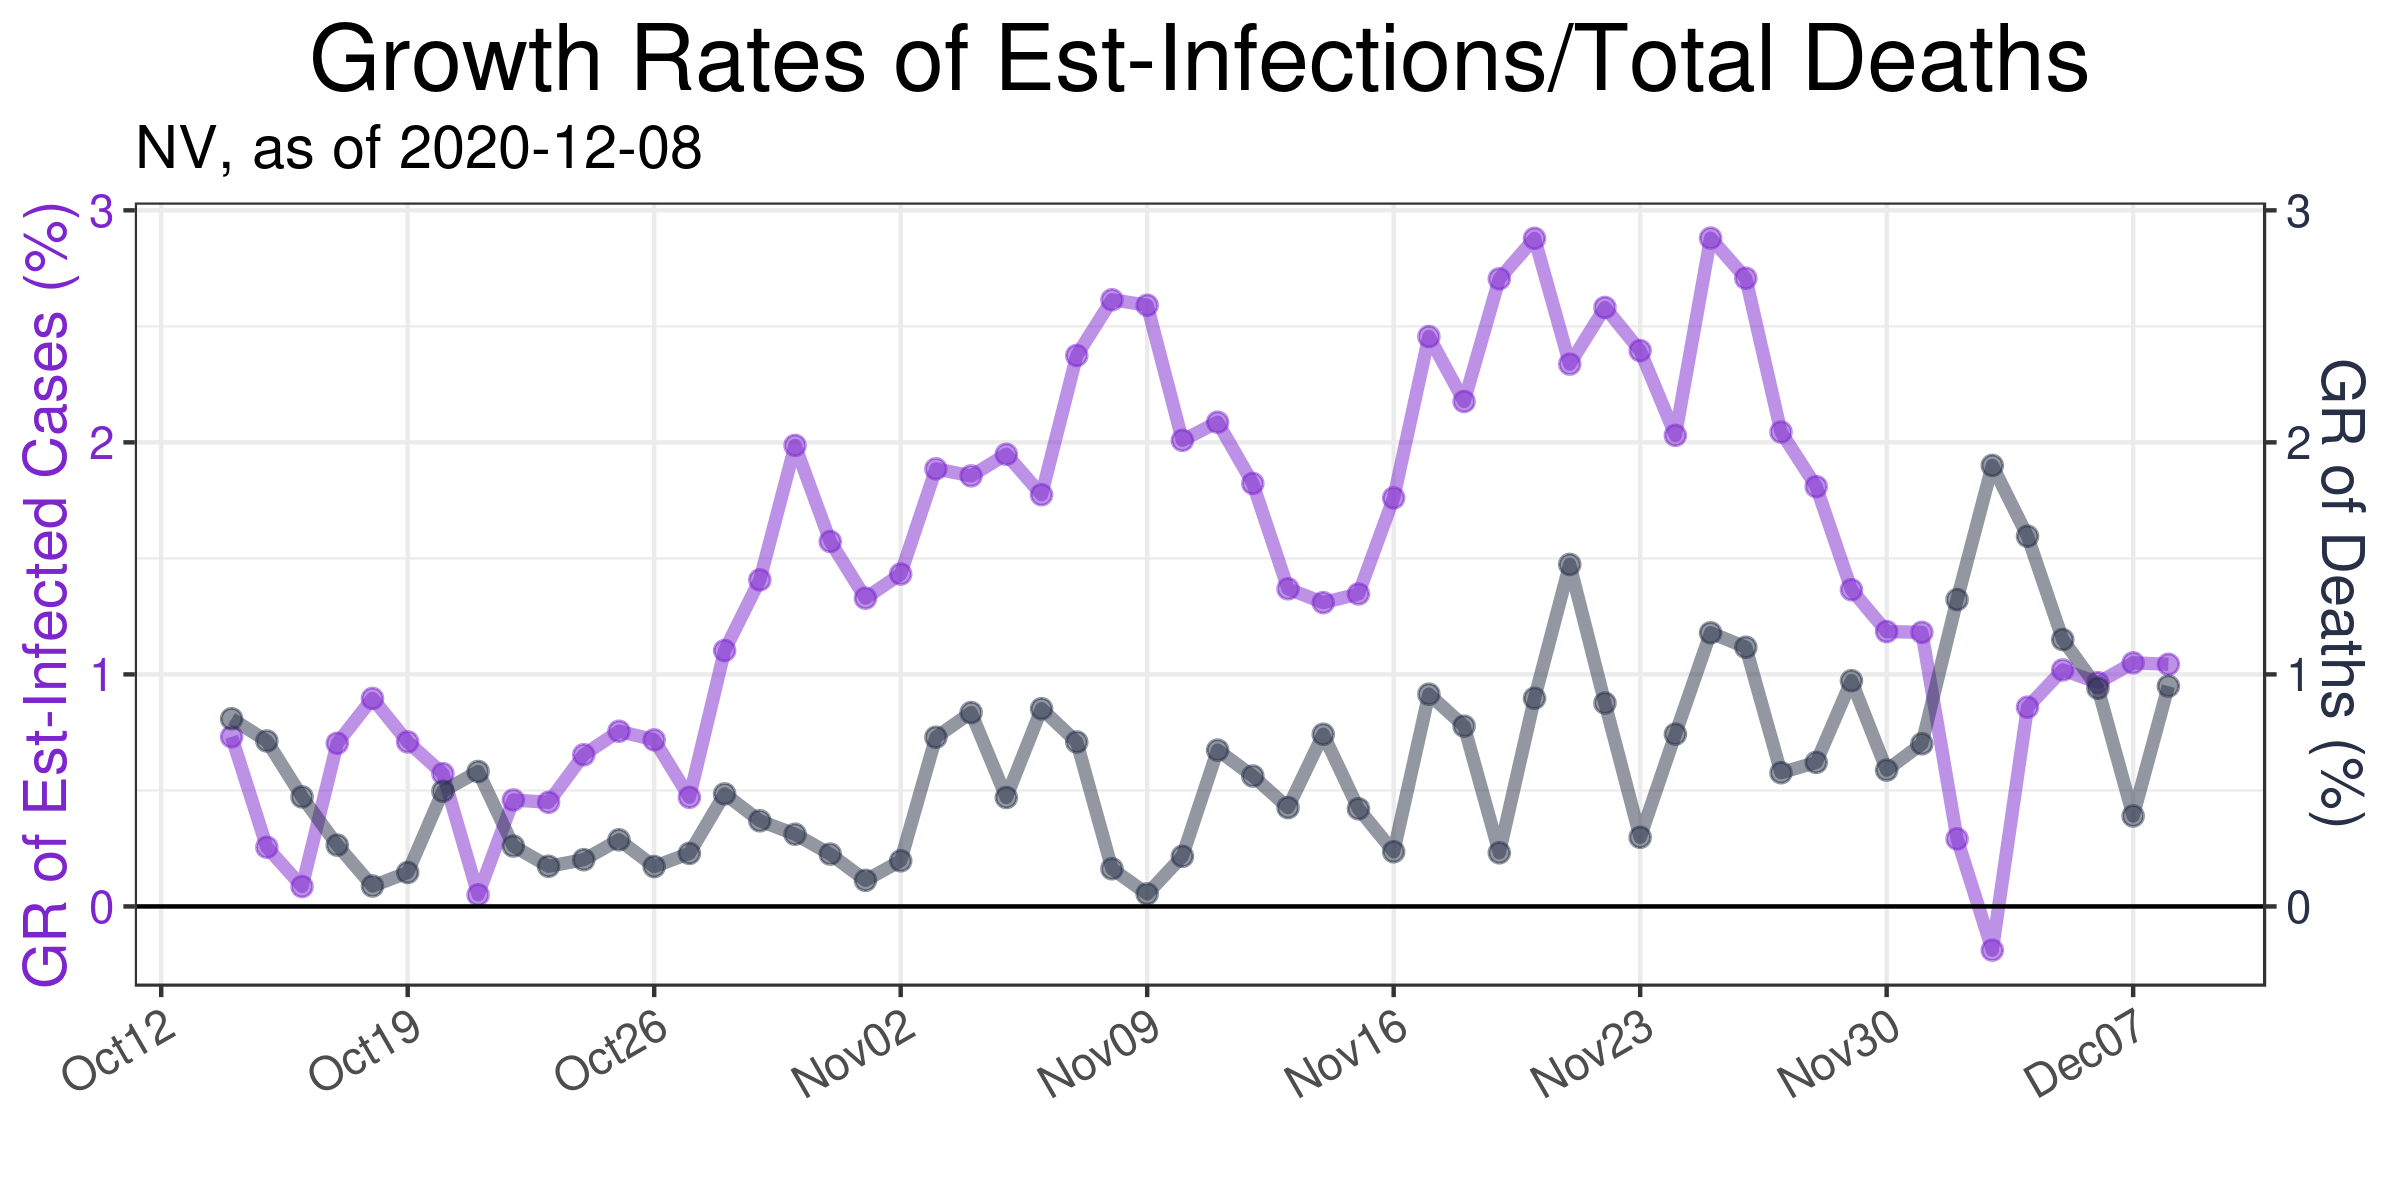 Growth Rates of Est-Infections/Total Deaths
NV, as of 2020-12-08
GR of Est-Infected Cases (%)
3
2
1
0
3
2
1
0
GR of Deaths (%)
Oct12
Oct19
Oct26
Nov02
Nov09
Nov16
Nov23
Nov30
Dec07